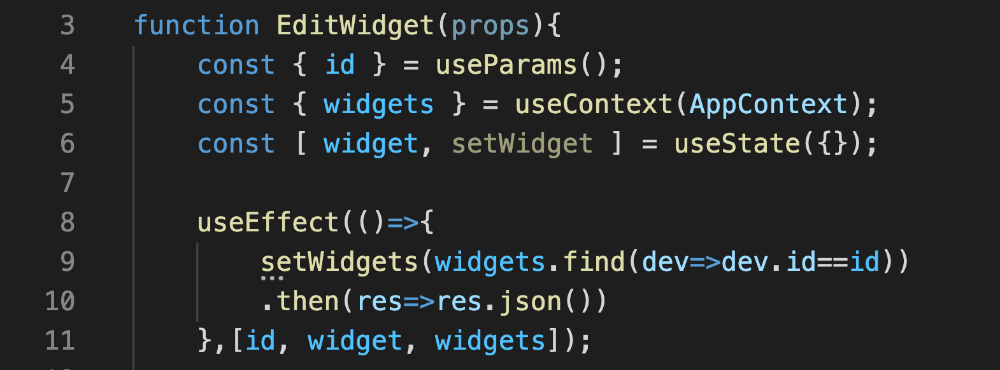 3 function EditWidget(props){
4 const { id } = useParams();
5 const { widgets } = useContext(AppContext);
6 const [ widget, setWidget ] = useState({});
7
8 useEffect(()=>{
9 setWidgets(widgets.find(dev=>dev.id==id))
10 .then(res=>res.json())
11 },[id, widget, widgets]);